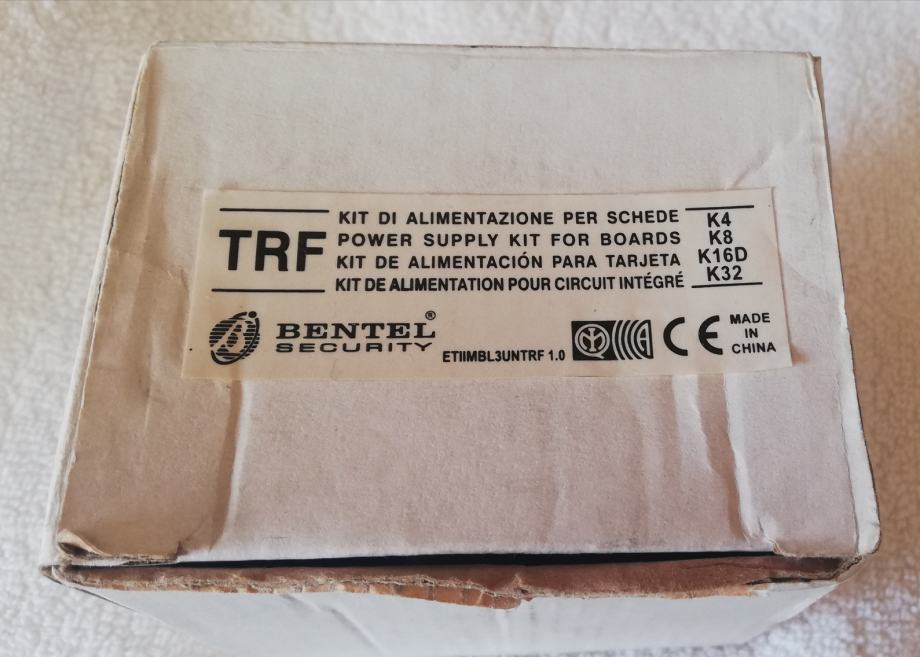 TRF
KIT DI ALIMENTAZIONE PER SCHEDE
POWER SUPPLY KIT FOR BOARDS
KIT DE ALIMENTACIÓN PARA TARJETA
KIT DE ALIMENTATION POUR CIRCUIT INTÉGRÉ
K4
K8
K16D
K32
BENTEL®
SECURITY
ETIIMBL3UNTRF 1.0
CE
MADE
IN
CHINA